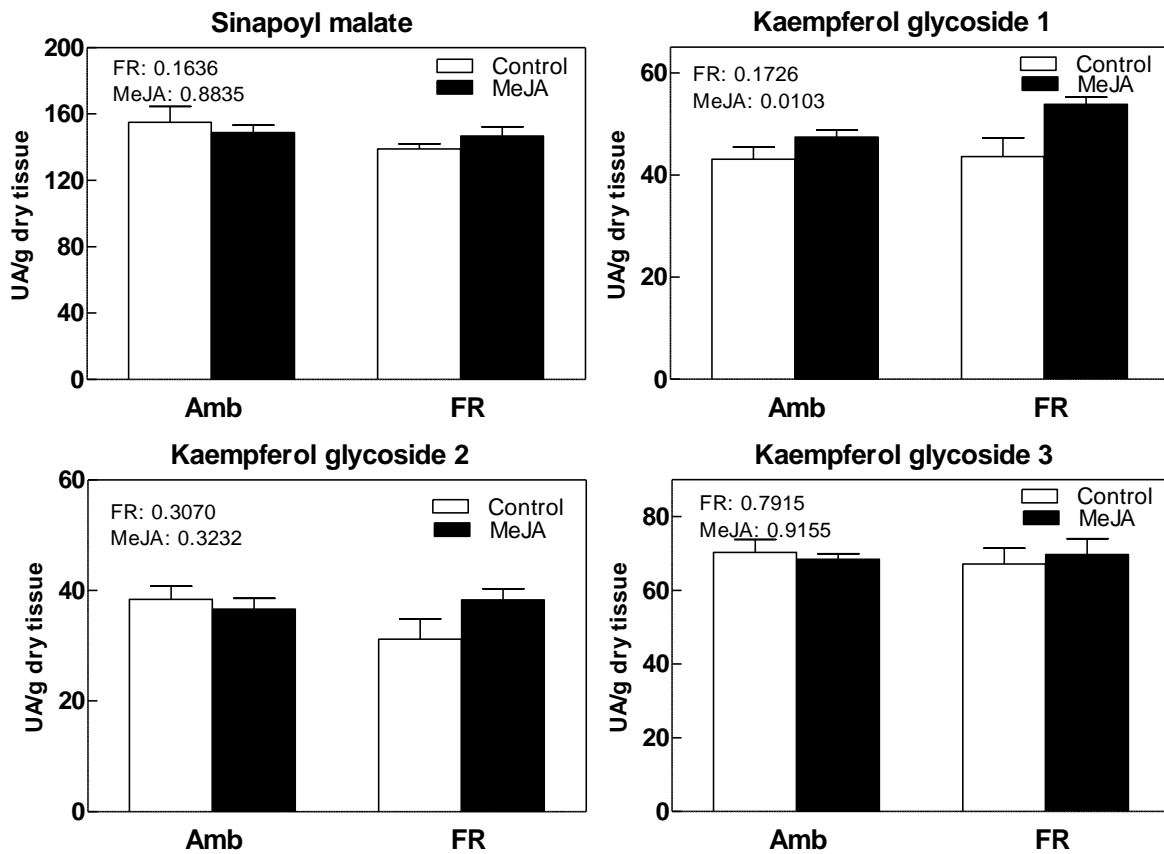 Sinapoyl malate
UA/g dry tissue
200
160
120
80
40
0
FR: 0.1636
MeJA: 0.8835
Control
MeJA
Amb
FR
Kaempferol glycoside 1
UA/g dry tissue
60
40
20
0
FR: 0.1726
MeJA: 0.0103
Control
MeJA
Amb
FR
Kaempferol glycoside 2
UA/g dry tissue
60
40
20
0
FR: 0.3070
MeJA: 0.3232
Control
MeJA
Amb
FR
Kaempferol glycoside 3
UA/g dry tissue
80
60
40
20
0
FR: 0.7915
MeJA: 0.9155
Control
MeJA
Amb
FR